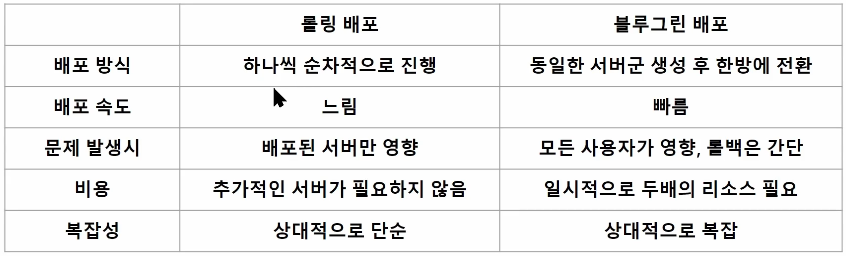 롤링 배포 블루그린 배포
배포 방식 하나씩 순차적으로 진행 동일한 서버군 생성 후 한방에 전환
배포 속도 느림 빠름
문제 발생시 배포된 서버만 영향 모든 사용자가 영향, 롤백은 간단
비용 추가적인 서버가 필요하지 않음 일시적으로 두배의 리소스 필요
복잡성 상대적으로 단순 상대적으로 복잡